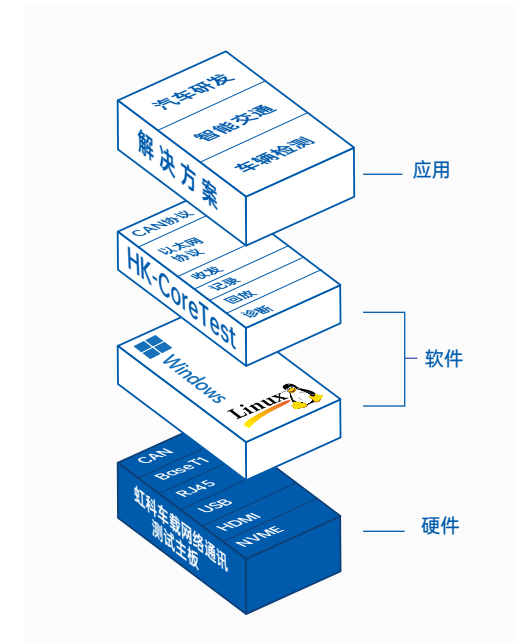 汽车研发
智能交通
车辆检测
解决方案
应用
CAN协议
以太网
协议
收发
记录
回放
诊断
HK-CoreTest
软件
Windows
Linux
CAN
BaseT1
RJ45
USB
HDMI
NVME
虹科车载网络通讯
测试主板
硬件